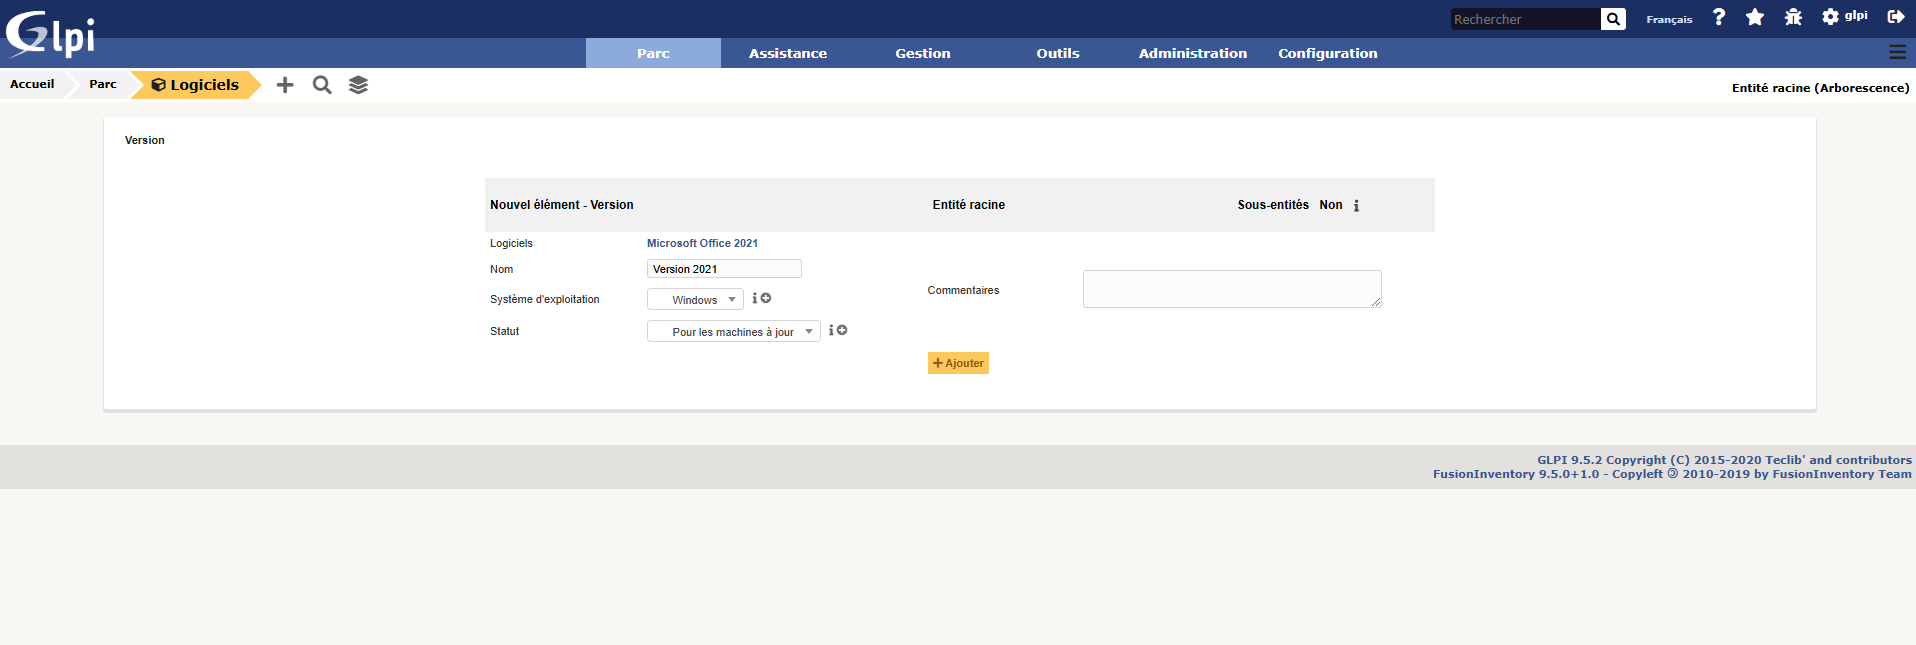 Glpi
Rechercher
Français
glpi
Parc
Assistance
Gestion
Outils
Administration
Configuration
Accueil
Parc
Logiciels
Entité racine (Arborescence)
Version
Nouvel élément - Version
Entité racine
Sous-entités Non
Logiciels
Microsoft Office 2021
Nom
Version 2021
Système d'exploitation
Windows
Commentaires
Statut
Pour les machines à jour
Ajouter
GLPI 9.5.2 Copyright (C) 2015-2020 Teclib' and contributors
FusionInventory 9.5.0+1.0 - Copyleft 🄯 2010-2019 by FusionInventory Team